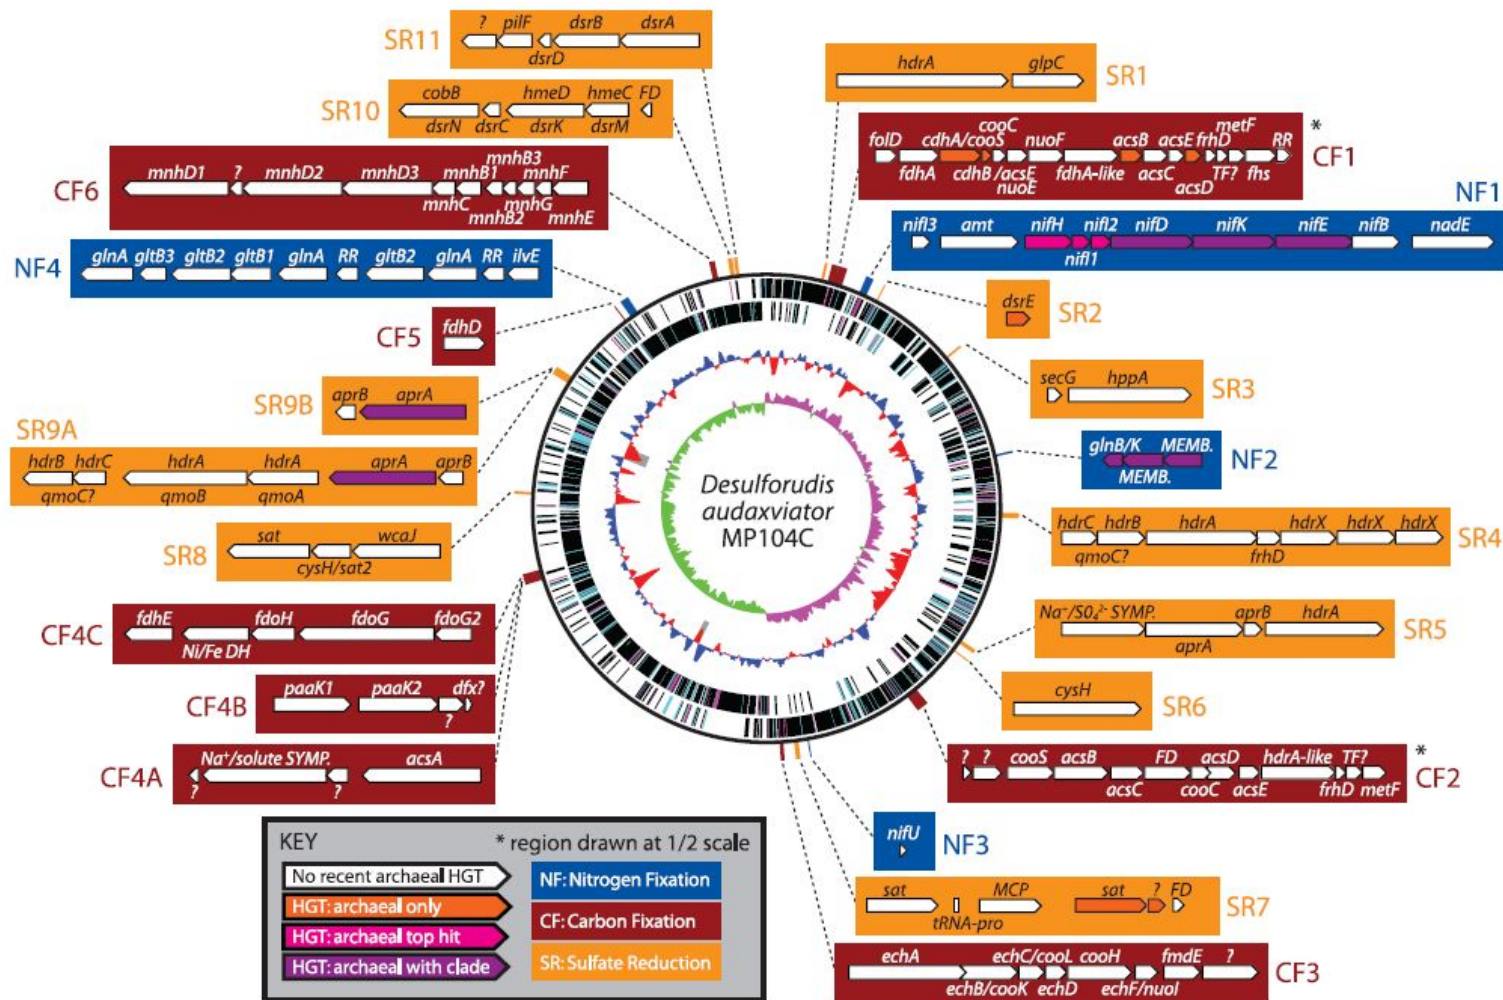 SR11
? pilF dsrB dsrA
dsrD
SR10
cobB hmeD hmeC FD
dsrN dsrC dsrK dsrM
CF6
mnhD1 ? mnhD2 mnhD3 mnhB1 mnhB3 mnhF
mnhC mnhB2 mnhG mnhE
NF4
glnA gltB3 gltB2 gltB1 glnA RR gltB2 glnA RR ilvE
CF5
fdhD
SR9B
aprB aprA
SR9A
hdrB hdrC hdrA hdrA aprA aprB
qmoC? qmoB qmoA
SR8
sat wcaJ
cysH/sat2
CF4C
fdhE fdoH fdoG fdoG2
Ni/Fe DH
CF4B
paaK1 paaK2 dfx?
?
CF4A
Na⁺/solute SYMP. acsA
? ?
SR1
hdrA glpC
* CF1
cooC metF
folD cdhA/cooS nuoF acsB acsE frhD RR
fdhA cdhB/acsE fdhA-like acsC TF? fhs
nuoE acsD
NF1
nifI3 amt nifH nifI2 nifD nifK nifE nifB nadE
nifI1
dsrE
SR2
secG hppA
SR3
glnB/K MEMB.
MEMB.
NF2
hdrC hdrB hdrA hdrX hdrX hdrX
qmoC? frhD
SR4
Na⁺/SO₄²⁻ SYMP. aprB hdrA
aprA
SR5
cysH
SR6
* CF2
? ? cooS acsB FD acsD hdrA-like TF?
acsC cooC acsE frhD metF
nifU
NF3
sat MCP sat ? FD
tRNA-pro
SR7
echA echC/cooL cooH fmdE ?
echB/cooK echD echF/nuoI
CF3
Desulforudis
audaxviator
MP104C
KEY
* region drawn at 1/2 scale
No recent archaeal HGT
HGT: archaeal only
HGT: archaeal top hit
HGT: archaeal with clade
NF: Nitrogen Fixation
CF: Carbon Fixation
SR: Sulfate Reduction